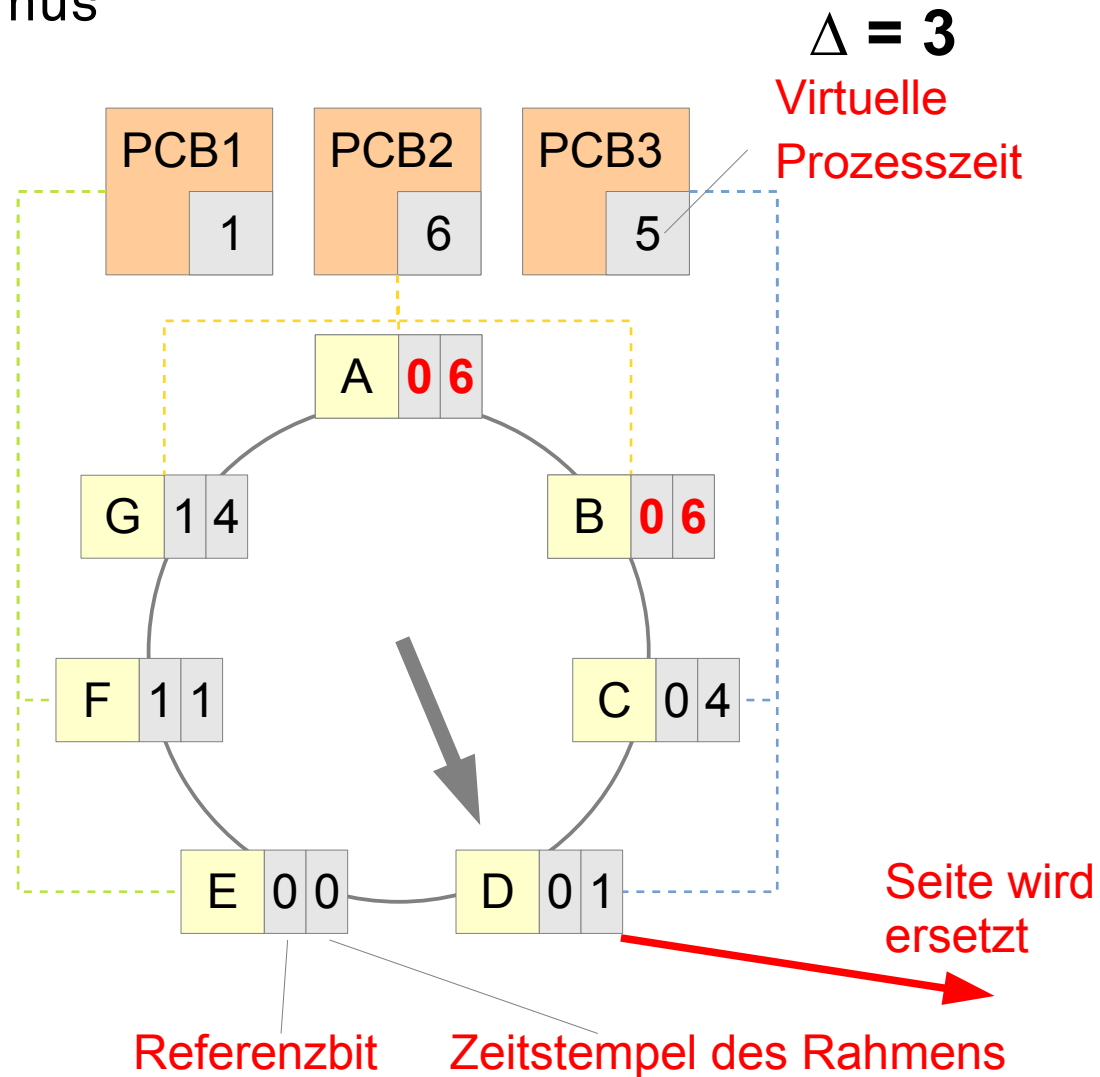 nus
Δ = 3
Virtuelle
Prozesszeit
PCB1
1
PCB2
6
PCB3
5
A 0 6
G 1 4
B 0 6
F 1 1
C 0 4
E 0 0
D 0 1
Seite wird
ersetzt
Referenzbit
Zeitstempel des Rahmens